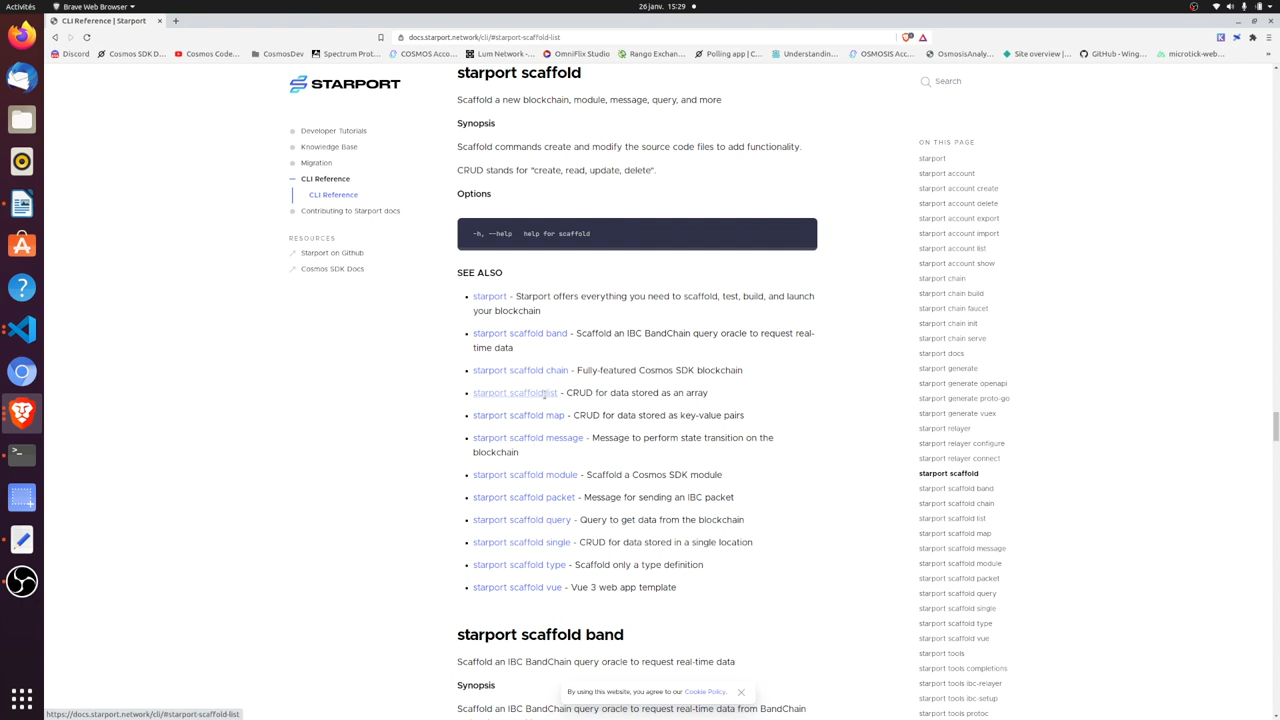 Activités
Brave Web Browser
26 janv. 15:29
CLI Reference | Starport
docs.starport.network/cli/#starport-scaffold-list
Discord
Cosmos SDK D...
Cosmos Code...
CosmosDev
Spectrum Prot...
COSMOS Acco...
Lum Network -...
OmniFlix Studio
Rango Exchan...
Polling app | C...
Understandin...
COSMOS Acc...
OsmosisAnaly...
Site overview |...
GitHub - Wing...
microtick-web...
STARPORT
Developer Tutorials
Knowledge Base
Migration
CLI Reference
CLI Reference
Contributing to Starport docs
RESOURCES
Starport on Github
Cosmos SDK Docs
starport scaffold
Scaffold a new blockchain, module, message, query, and more
Synopsis
Scaffold commands create and modify the source code files to add functionality.
CRUD stands for "create, read, update, delete".
Options
-h, --help   help for scaffold
SEE ALSO
• starport - Starport offers everything you need to scaffold, test, build, and launch
your blockchain
• starport scaffold band - Scaffold an IBC BandChain query oracle to request real-
time data
• starport scaffold chain - Fully-featured Cosmos SDK blockchain
• starport scaffold list - CRUD for data stored as an array
• starport scaffold map - CRUD for data stored as key-value pairs
• starport scaffold message - Message to perform state transition on the
blockchain
• starport scaffold module - Scaffold a Cosmos SDK module
• starport scaffold packet - Message for sending an IBC packet
• starport scaffold query - Query to get data from the blockchain
• starport scaffold single - CRUD for data stored in a single location
• starport scaffold type - Scaffold only a type definition
• starport scaffold vue - Vue 3 web app template
starport scaffold band
Scaffold an IBC BandChain query oracle to request real-time data
Synopsis
Scaffold an IBC BandChain query oracle to request real-time data from BandChain
By using this website, you agree to our Cookie Policy.
Search
ON THIS PAGE
starport
starport account
starport account create
starport account delete
starport account export
starport account import
starport account list
starport account show
starport chain
starport chain build
starport chain faucet
starport chain init
starport chain serve
starport docs
starport generate
starport generate openapi
starport generate proto-go
starport generate vuex
starport relayer
starport relayer configure
starport relayer connect
starport scaffold
starport scaffold band
starport scaffold chain
starport scaffold list
starport scaffold map
starport scaffold message
starport scaffold module
starport scaffold packet
starport scaffold query
starport scaffold single
starport scaffold type
starport scaffold vue
starport tools
starport tools completions
starport tools ibc-relayer
starport tools ibc-setup
starport tools protoc
https://docs.starport.network/cli/#starport-scaffold-list